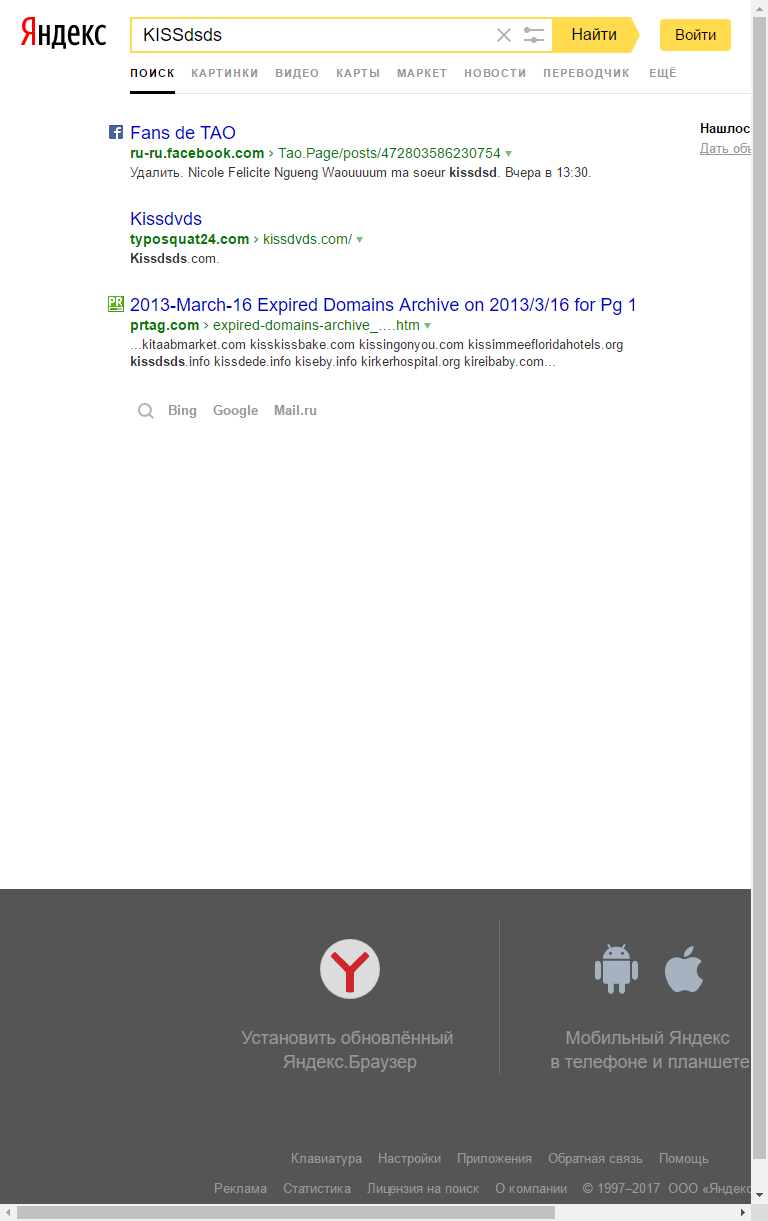 Яндекс
KISSdsds
Найти
Войти
ПОИСК КАРТИНКИ ВИДЕО КАРТЫ МАРКЕТ НОВОСТИ ПЕРЕВОДЧИК ЕЩЁ
Fans de TAO
ru-ru.facebook.com › Tao.Page/posts/472803586230754
Удалить. Nicole Felicite Ngueng Waouuuum ma soeur kissdsd. Вчера в 13:30.
Нашлос
Дать объ
Kissdvds
typosquat24.com › kissdvds.com/
Kissdsds.com.
PR
2013-March-16 Expired Domains Archive on 2013/3/16 for Pg 1
prtag.com › expired-domains-archive_....htm
...kitaabmarket.com kisskissbake.com kissingonyou.com kissimmeefloridahotels.org
kissdsds.info kissdede.info kiseby.info kirkerhospital.org kireibaby.com...
Bing Google Mail.ru
Установить обновлённый
Яндекс.Браузер
Мобильный Яндекс
в телефоне и планшете
Клавиатура Настройки Приложения Обратная связь Помощь
Реклама Статистика Лицензия на поиск О компании © 1997–2017 ООО «Яндекс